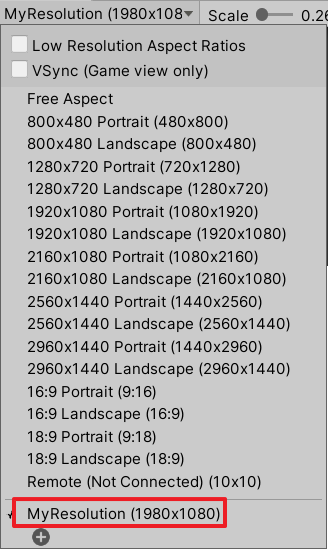 MyResolution (1980x108 Scale 0.26
Low Resolution Aspect Ratios
VSync (Game view only)
Free Aspect
800x480 Portrait (480x800)
800x480 Landscape (800x480)
1280x720 Portrait (720x1280)
1280x720 Landscape (1280x720)
1920x1080 Portrait (1080x1920)
1920x1080 Landscape (1920x1080)
2160x1080 Portrait (1080x2160)
2160x1080 Landscape (2160x1080)
2560x1440 Portrait (1440x2560)
2560x1440 Landscape (2560x1440)
2960x1440 Portrait (1440x2960)
2960x1440 Landscape (2960x1440)
16:9 Portrait (9:16)
16:9 Landscape (16:9)
18:9 Portrait (9:18)
18:9 Landscape (18:9)
Remote (Not Connected) (10x10)
MyResolution (1980x1080)